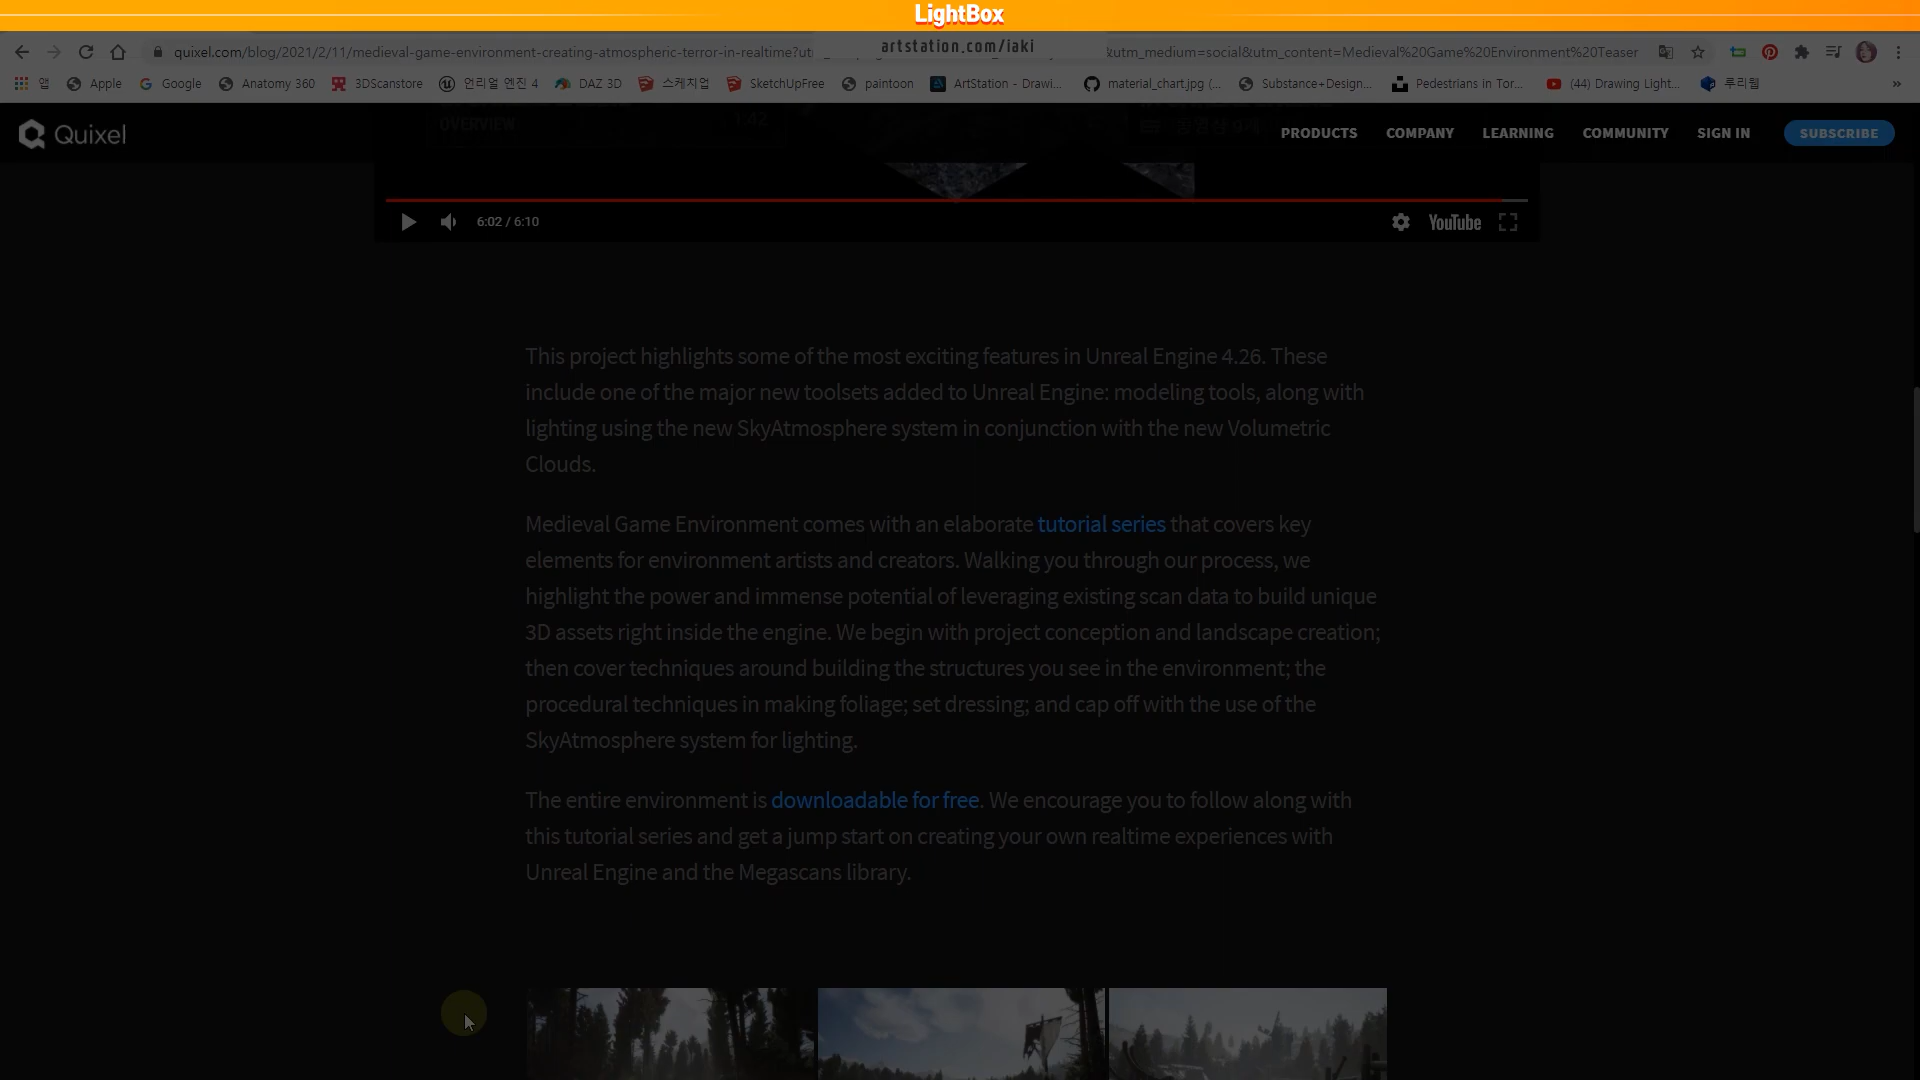 LightBox
artstation.com/iaki
quixel.com/blog/2021/2/11/medieval-game-environment-creating-atmospheric-terror-in-realtime?ut
&utm_medium=social&utm_content=Medieval%20Game%20Environment%20Teaser
앱 Apple Google Anatomy 360 3DScanstore 언리얼 엔진 4 DAZ 3D 스케치업 SketchUpFree paintoon ArtStation - Drawi... material_chart.jpg (... Substance+Design... Pedestrians in Tor... (44) Drawing Light... 루리웹 »
Quixel
OVERVIEW
1:42
PRODUCTS COMPANY LEARNING COMMUNITY SIGN IN SUBSCRIBE
6:02 / 6:10
YouTube
This project highlights some of the most exciting features in Unreal Engine 4.26. These
include one of the major new toolsets added to Unreal Engine: modeling tools, along with
lighting using the new SkyAtmosphere system in conjunction with the new Volumetric
Clouds.
Medieval Game Environment comes with an elaborate tutorial series that covers key
elements for environment artists and creators. Walking you through our process, we
highlight the power and immense potential of leveraging existing scan data to build unique
3D assets right inside the engine. We begin with project conception and landscape creation;
then cover techniques around building the structures you see in the environment; the
procedural techniques in making foliage; set dressing; and cap off with the use of the
SkyAtmosphere system for lighting.
The entire environment is downloadable for free. We encourage you to follow along with
this tutorial series and get a jump start on creating your own realtime experiences with
Unreal Engine and the Megascans library.